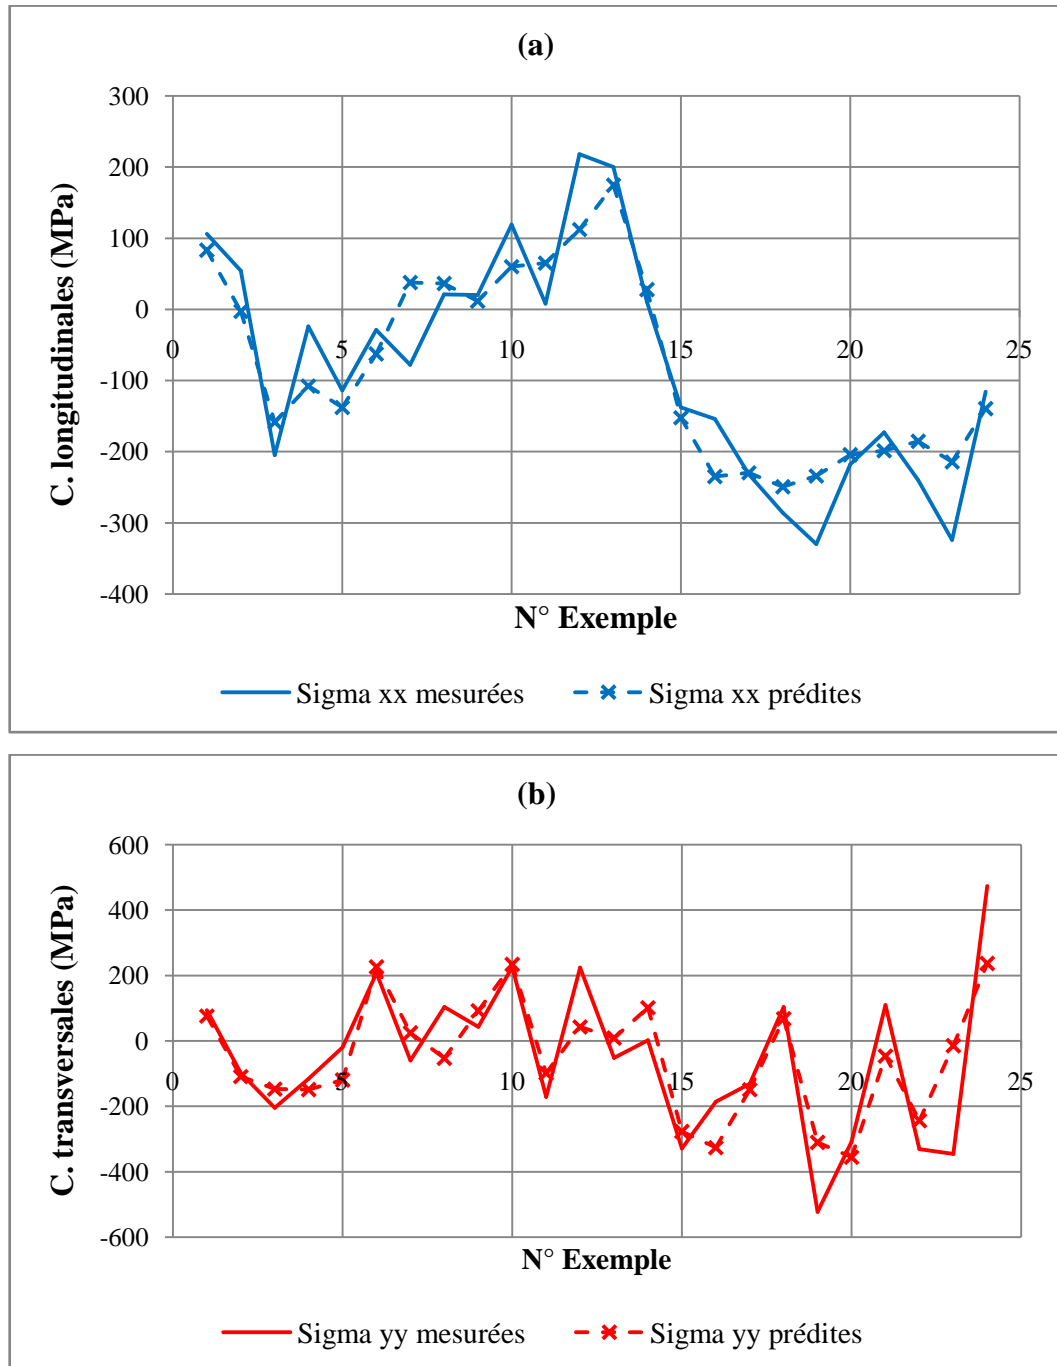 (a)
C. longitudinales (MPa)
300
200
100
0
-100
-200
-300
-400
0 5 10 15 20 25
N° Exemple
Sigma xx mesurées Sigma xx prédites
(b)
C. transversales (MPa)
600
400
200
0
-200
-400
-600
0 5 10 15 20 25
N° Exemple
Sigma yy mesurées Sigma yy prédites